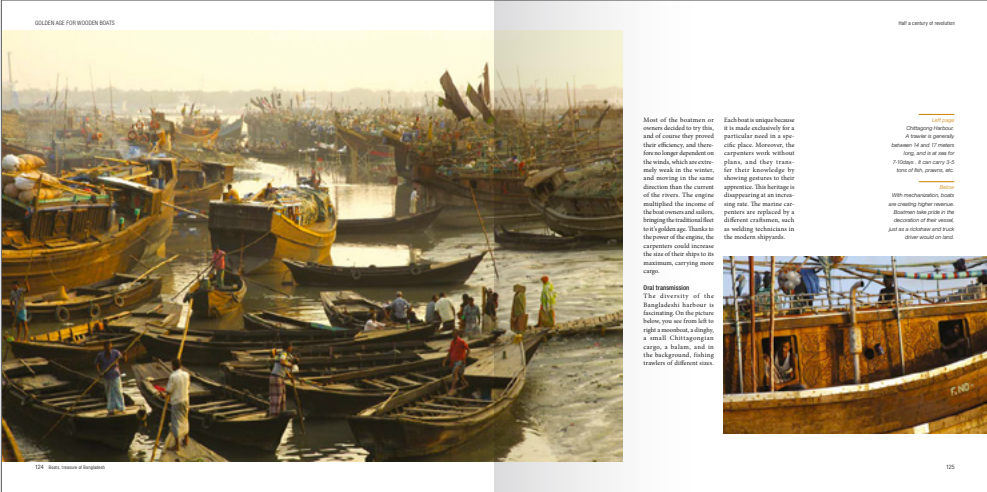 GOLDEN AGE FOR WOODEN BOATS
Half a century of revolution
Most of the boatmen or
owners decided to try this,
and of course they proved
their efficiency, and there-
fore no longer dependent on
the winds, which are extre-
mely weak in the winter,
and moving in the same
direction than the current
of the rivers. The engine
multiplied the income of
the boat owners and sailors,
bringing the traditional fleet
to it's golden age. Thanks to
the power of the engine, the
carpenters could increase
the size of their ships to its
maximum, carrying more
cargo.
Oral transmission
The diversity of the
Bangladeshi harbour is
fascinating. On the picture
below, you see from left to
right a moonboat, a dinghy,
a small Chittagongian
cargo, a balam, and in
the background, fishing
trawlers of different sizes.
Each boat is unique because
it is made exclusively for a
particular need in a spe-
cific place. Moreover, the
carpenters work without
plans, and they trans-
fer their knowledge by
showing gestures to their
apprentice. This heritage is
disappearing at an increa-
sing rate. The marine car-
penters are replaced by a
different craftsmen, such
as welding technicians in
the modern shipyards.
Left page
Chittagong Harbour.
A trawler is generally
between 14 and 17 meters
long, and is at sea for
7-10days . It can carry 3-5
tons of fish, prawns, etc.
Below
With mechanization, boats
are creating higher revenue.
Boatmen take pride in the
decoration of their vessel,
just as a rickshaw and truck
driver would on land.
F. NO-
124 Boats, treasure of Bangladesh
125